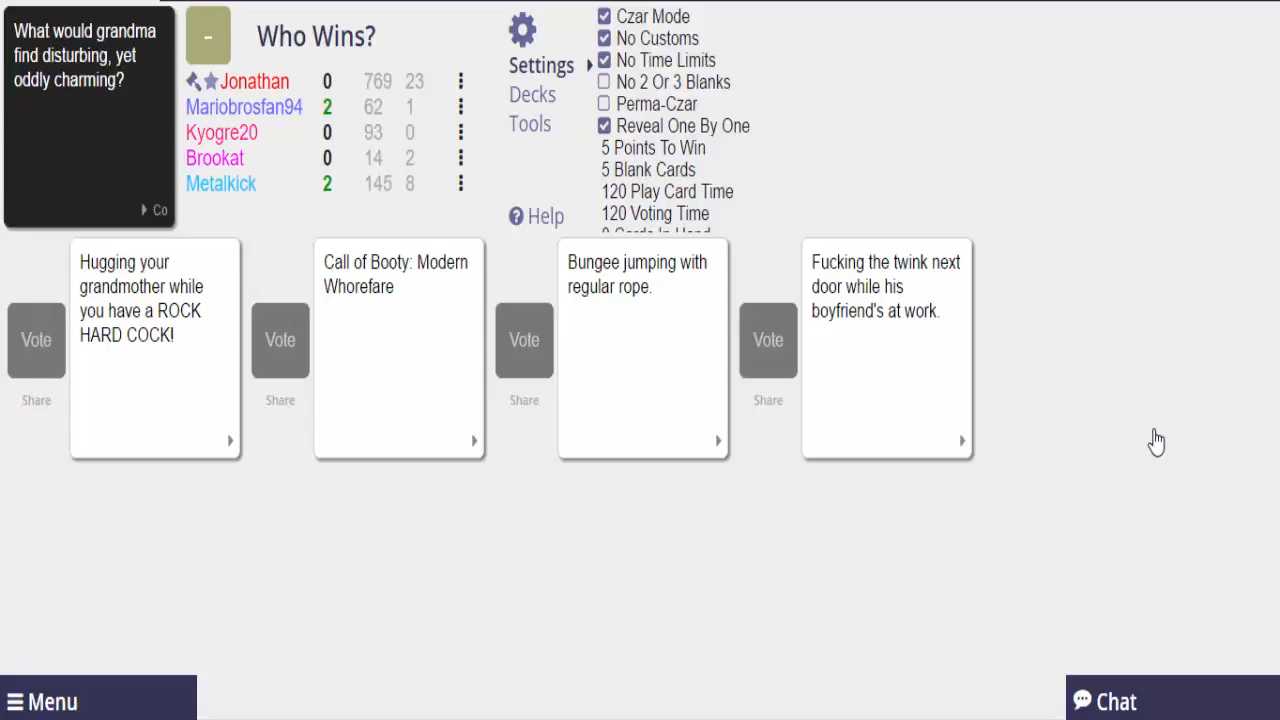 What would grandma
find disturbing, yet
oddly charming?
Co
-
Who Wins?
Jonathan 0 769 23
Mariobrosfan94 2 62 1
Kyogre20 0 93 0
Brookat 0 14 2
Metalkick 2 145 8
Settings
Decks
Tools
Help
Czar Mode
No Customs
No Time Limits
No 2 Or 3 Blanks
Perma-Czar
Reveal One By One
5 Points To Win
5 Blank Cards
120 Play Card Time
120 Voting Time
0 Cards In Hand
Vote
Share
Hugging your
grandmother while
you have a ROCK
HARD COCK!
Vote
Share
Call of Booty: Modern
Whorefare
Vote
Share
Bungee jumping with
regular rope.
Vote
Share
Fucking the twink next
door while his
boyfriend's at work.
Menu
Chat